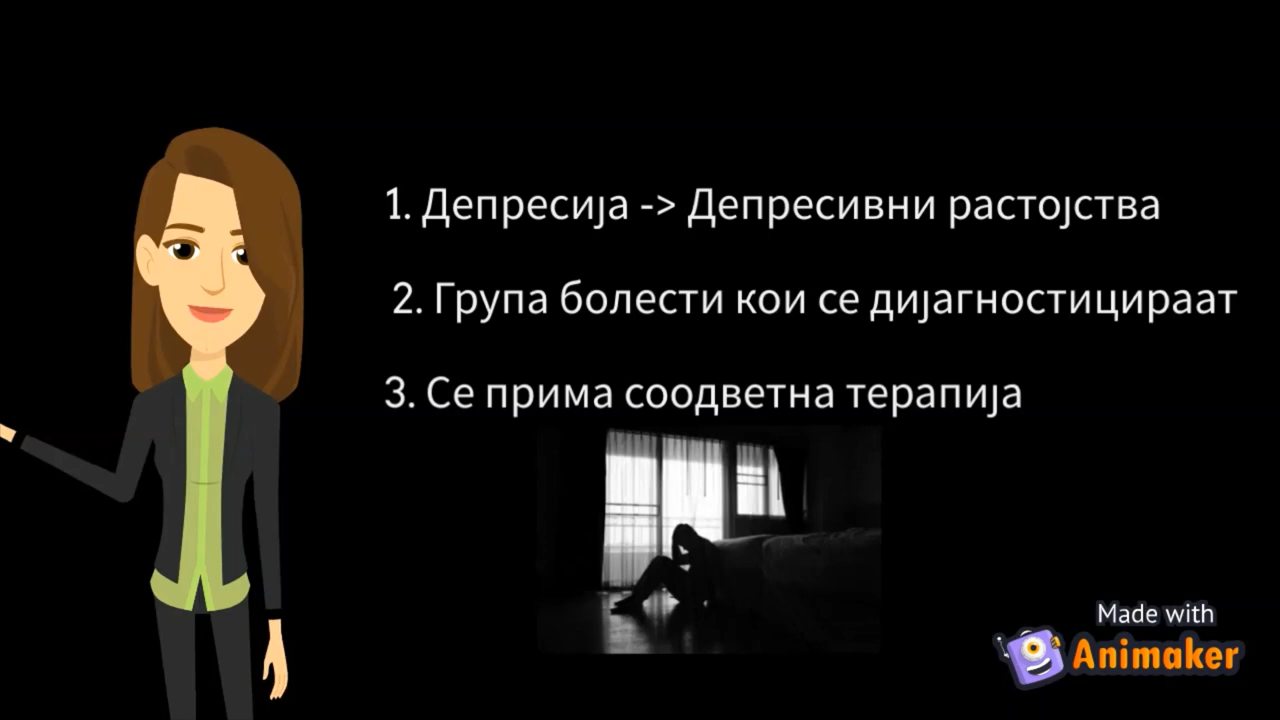 1. Депресија -> Депресивни растојства
2. Група болести кои се дијагностицираат
3. Се прима соодветна терапија
Made with
Animaker